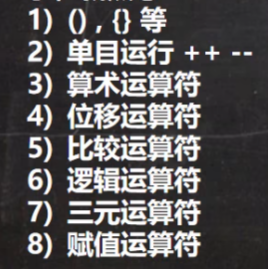 1) () , {} 等
2) 单目运行 ++ --
3) 算术运算符
4) 位移运算符
5) 比较运算符
6) 逻辑运算符
7) 三元运算符
8) 赋值运算符